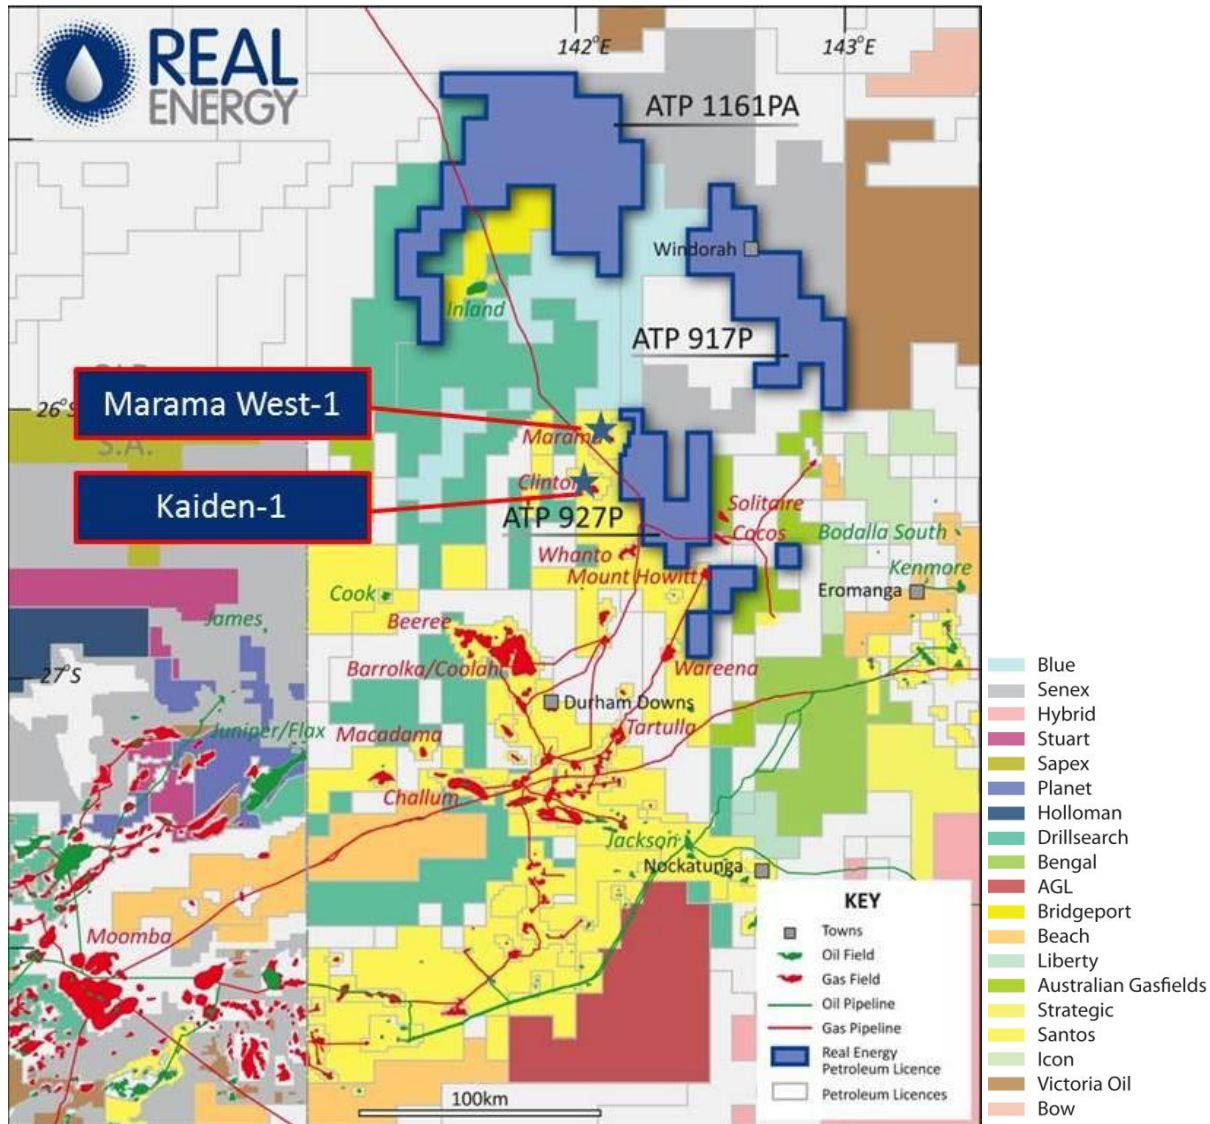 REAL
ENERGY
142°E
143°E
ATP 1161PA
Windorah
Inland
ATP 917P
Marama West-1
26°S
S.A.
Marama
Kaiden-1
Clinton
ATP 927P
Solitaire
Cocos
Bodalla South
Whanto
Mount Howitt
Kenmore
Eromanga
Cook
James
Beeree
Barrolka/Coolah
Wareena
27°S
Durham Downs
Juniper/Flax
Macadama
Tartulla
Challum
Jackson
Nockatunga
Moomba
KEY
Towns
Oil Field
Gas Field
Oil Pipeline
Gas Pipeline
Real Energy
Petroleum Licence
Petroleum Licences
100km
Blue
Senex
Hybrid
Stuart
Sapex
Planet
Holloman
Drillsearch
Bengal
AGL
Bridgeport
Beach
Liberty
Australian Gasfields
Strategic
Santos
Icon
Victoria Oil
Bow